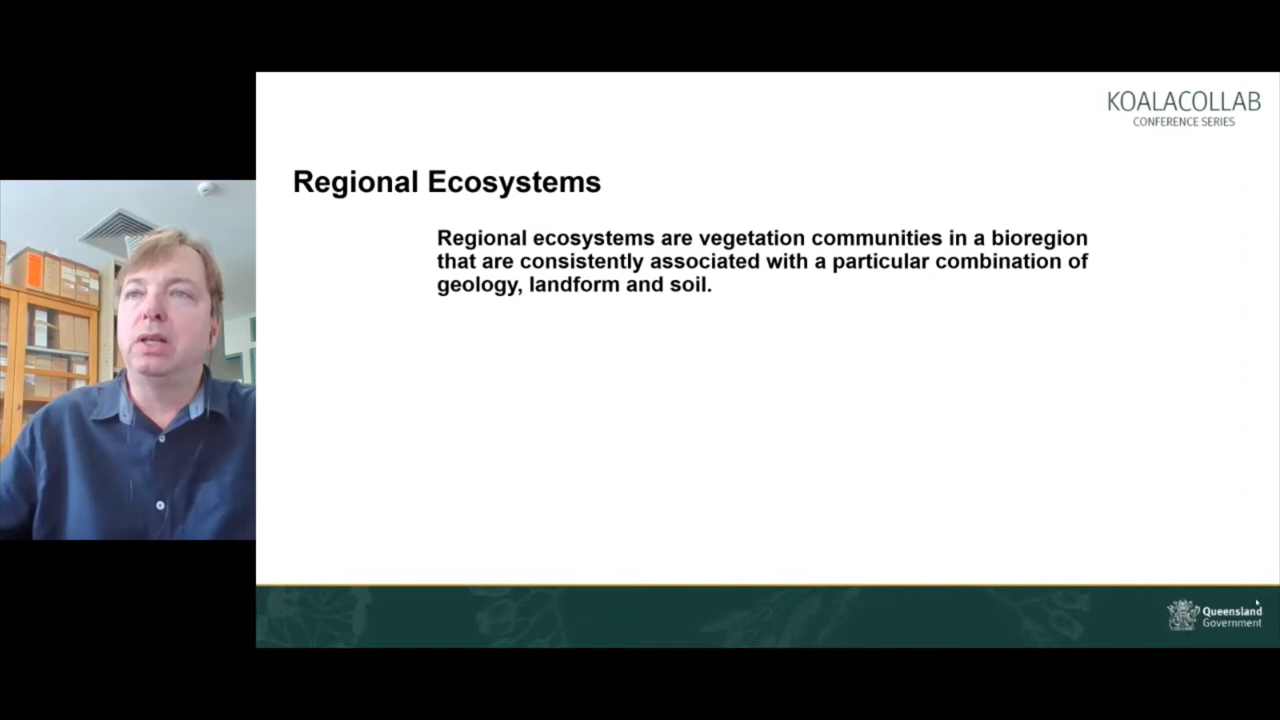 KOALACOLLAB
CONFERENCE SERIES
Regional Ecosystems
Regional ecosystems are vegetation communities in a bioregion
that are consistently associated with a particular combination of
geology, landform and soil.
Queensland
Government